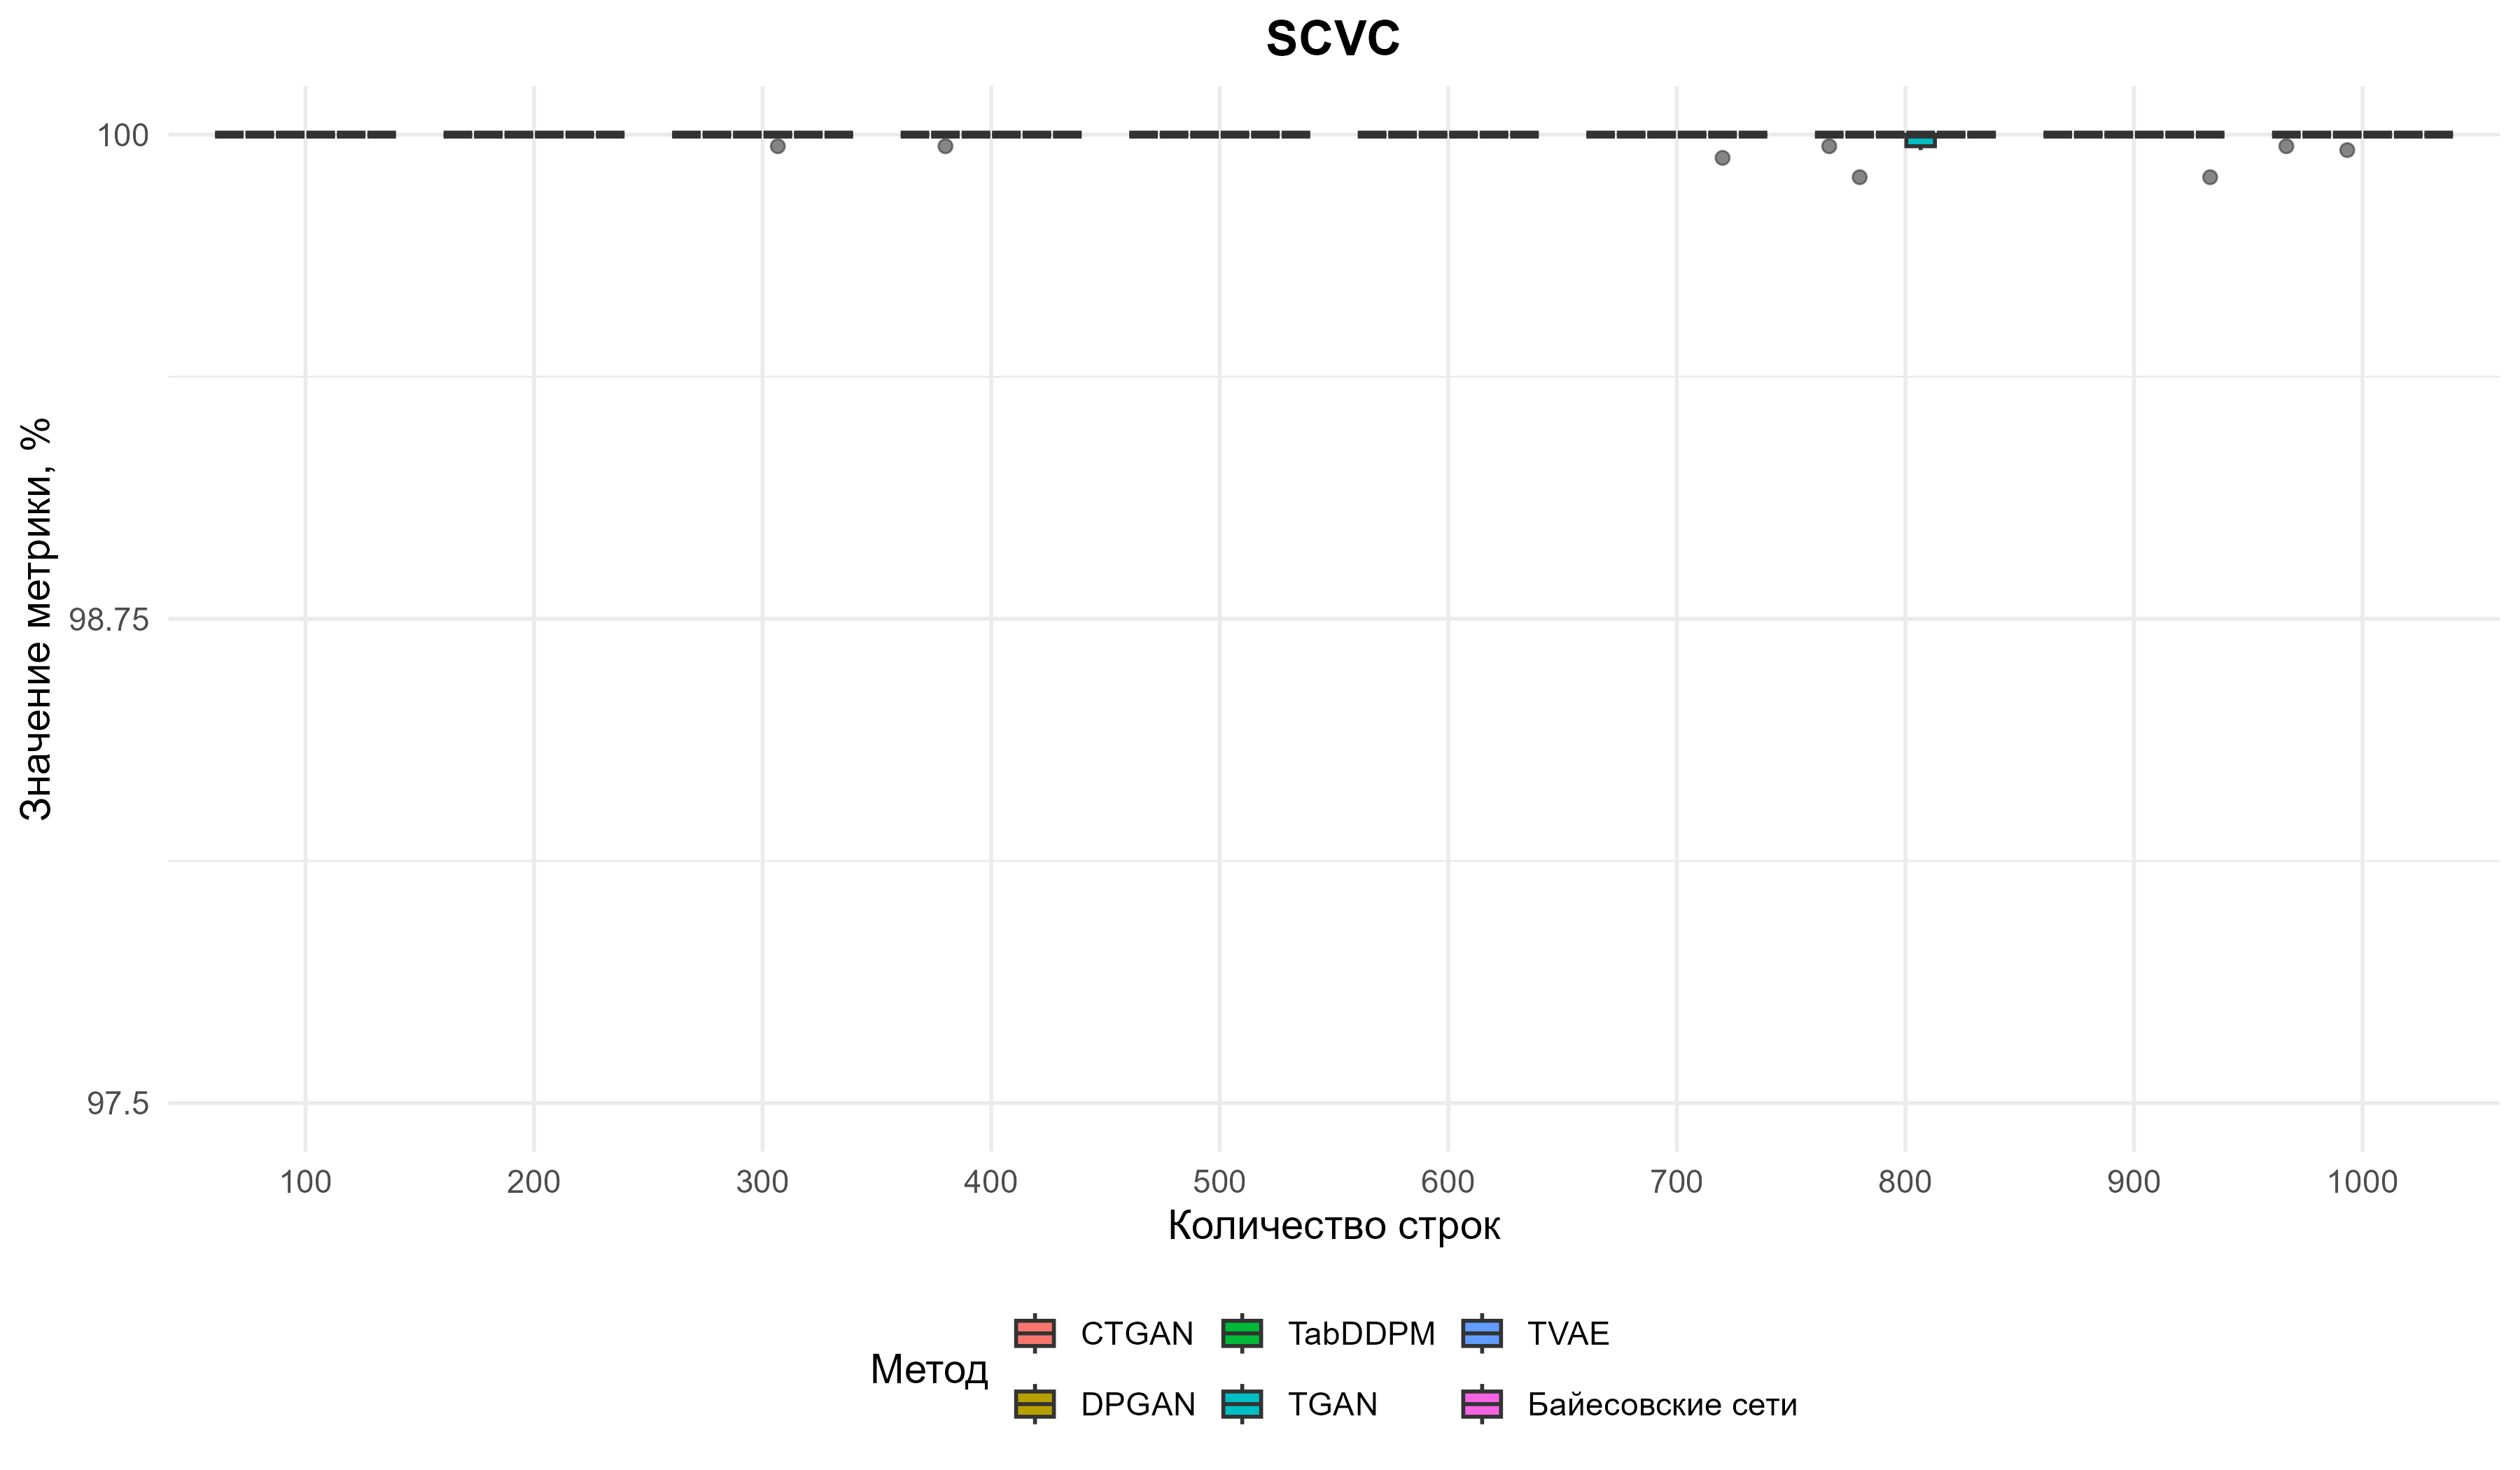 SCVC
Значение метрики, %
100
98.75
97.5
100 200 300 400 500 600 700 800 900 1000
Количество строк
Метод
CTGAN TabDDPM TVAE
DPGAN TGAN Байесовские сети